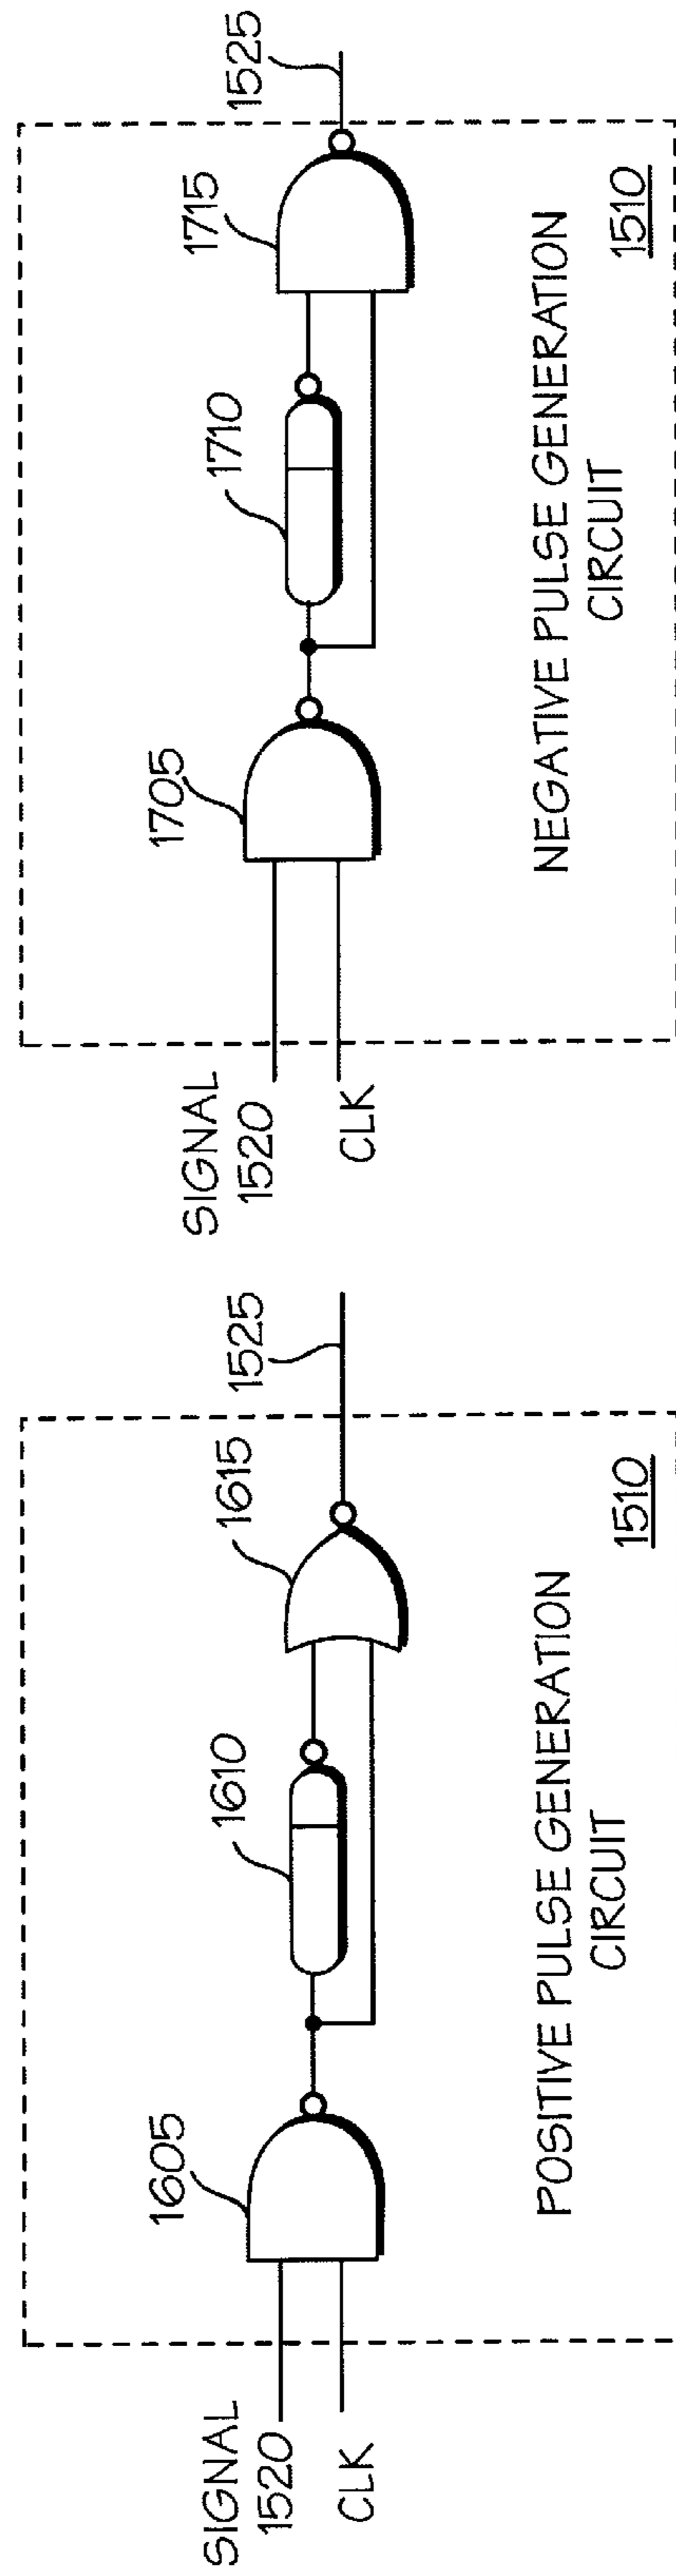 SIGNAL
1520
CLK
1605
1610
1615
1525
POSITIVE PULSE GENERATION
CIRCUIT
1510
SIGNAL
1520
CLK
1705
1710
1715
1525
NEGATIVE PULSE GENERATION
CIRCUIT
1510